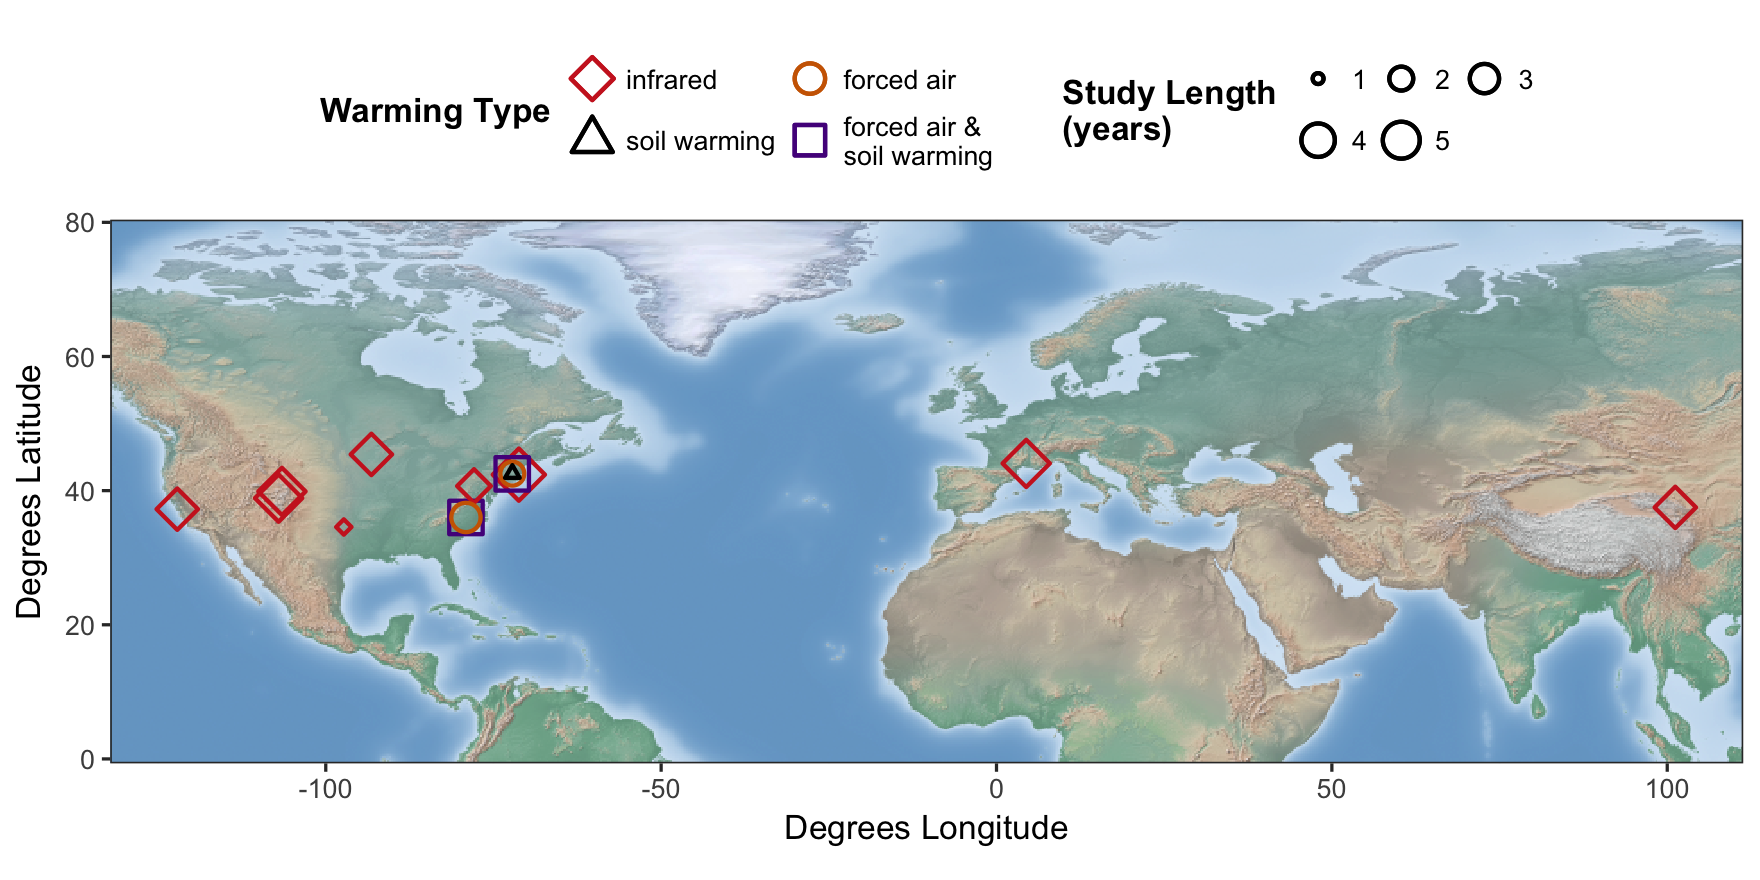 Warming Type
infrared
forced air
soil warming
forced air &
soil warming
Study Length
(years)
1
2
3
4
5
Degrees Latitude
80
60
40
20
0
-100
-50
0
50
100
Degrees Longitude